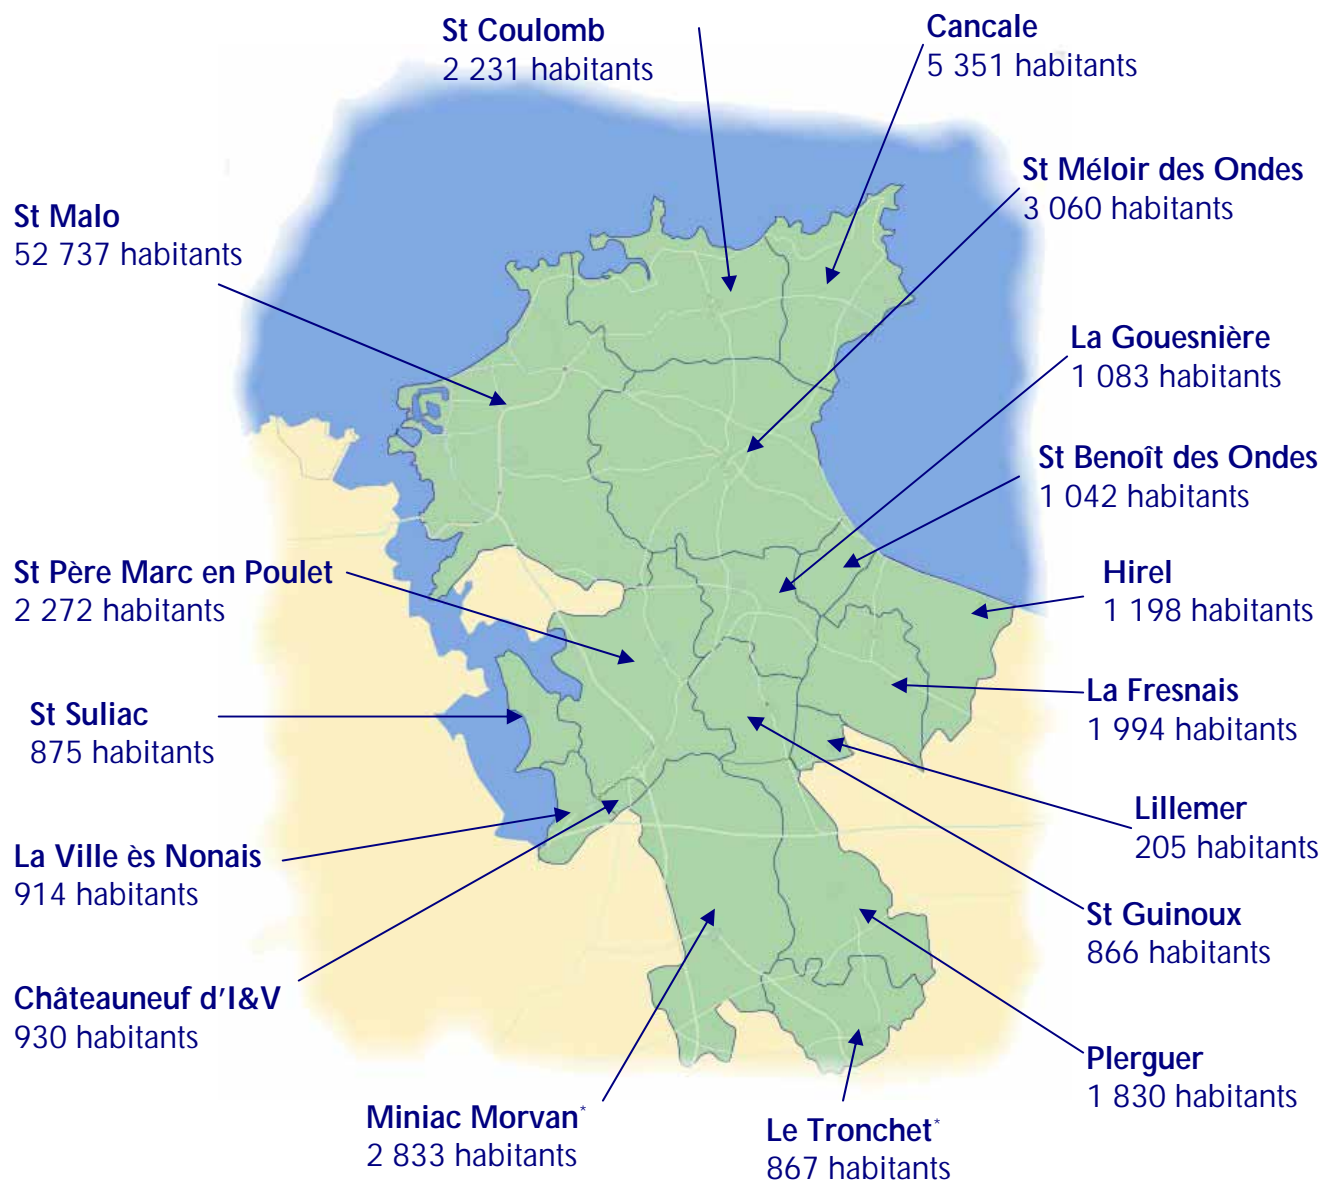 St Coulomb
2 231 habitants
Cancale
5 351 habitants
St Méloir des Ondes
3 060 habitants
St Malo
52 737 habitants
La Gouesnière
1 083 habitants
St Benoît des Ondes
1 042 habitants
St Père Marc en Poulet
2 272 habitants
Hirel
1 198 habitants
La Fresnais
1 994 habitants
St Suliac
875 habitants
Lillemer
205 habitants
La Ville ès Nonais
914 habitants
St Guinoux
866 habitants
Châteauneuf d'I&V
930 habitants
Plerguer
1 830 habitants
Miniac Morvan*
2 833 habitants
Le Tronchet*
867 habitants